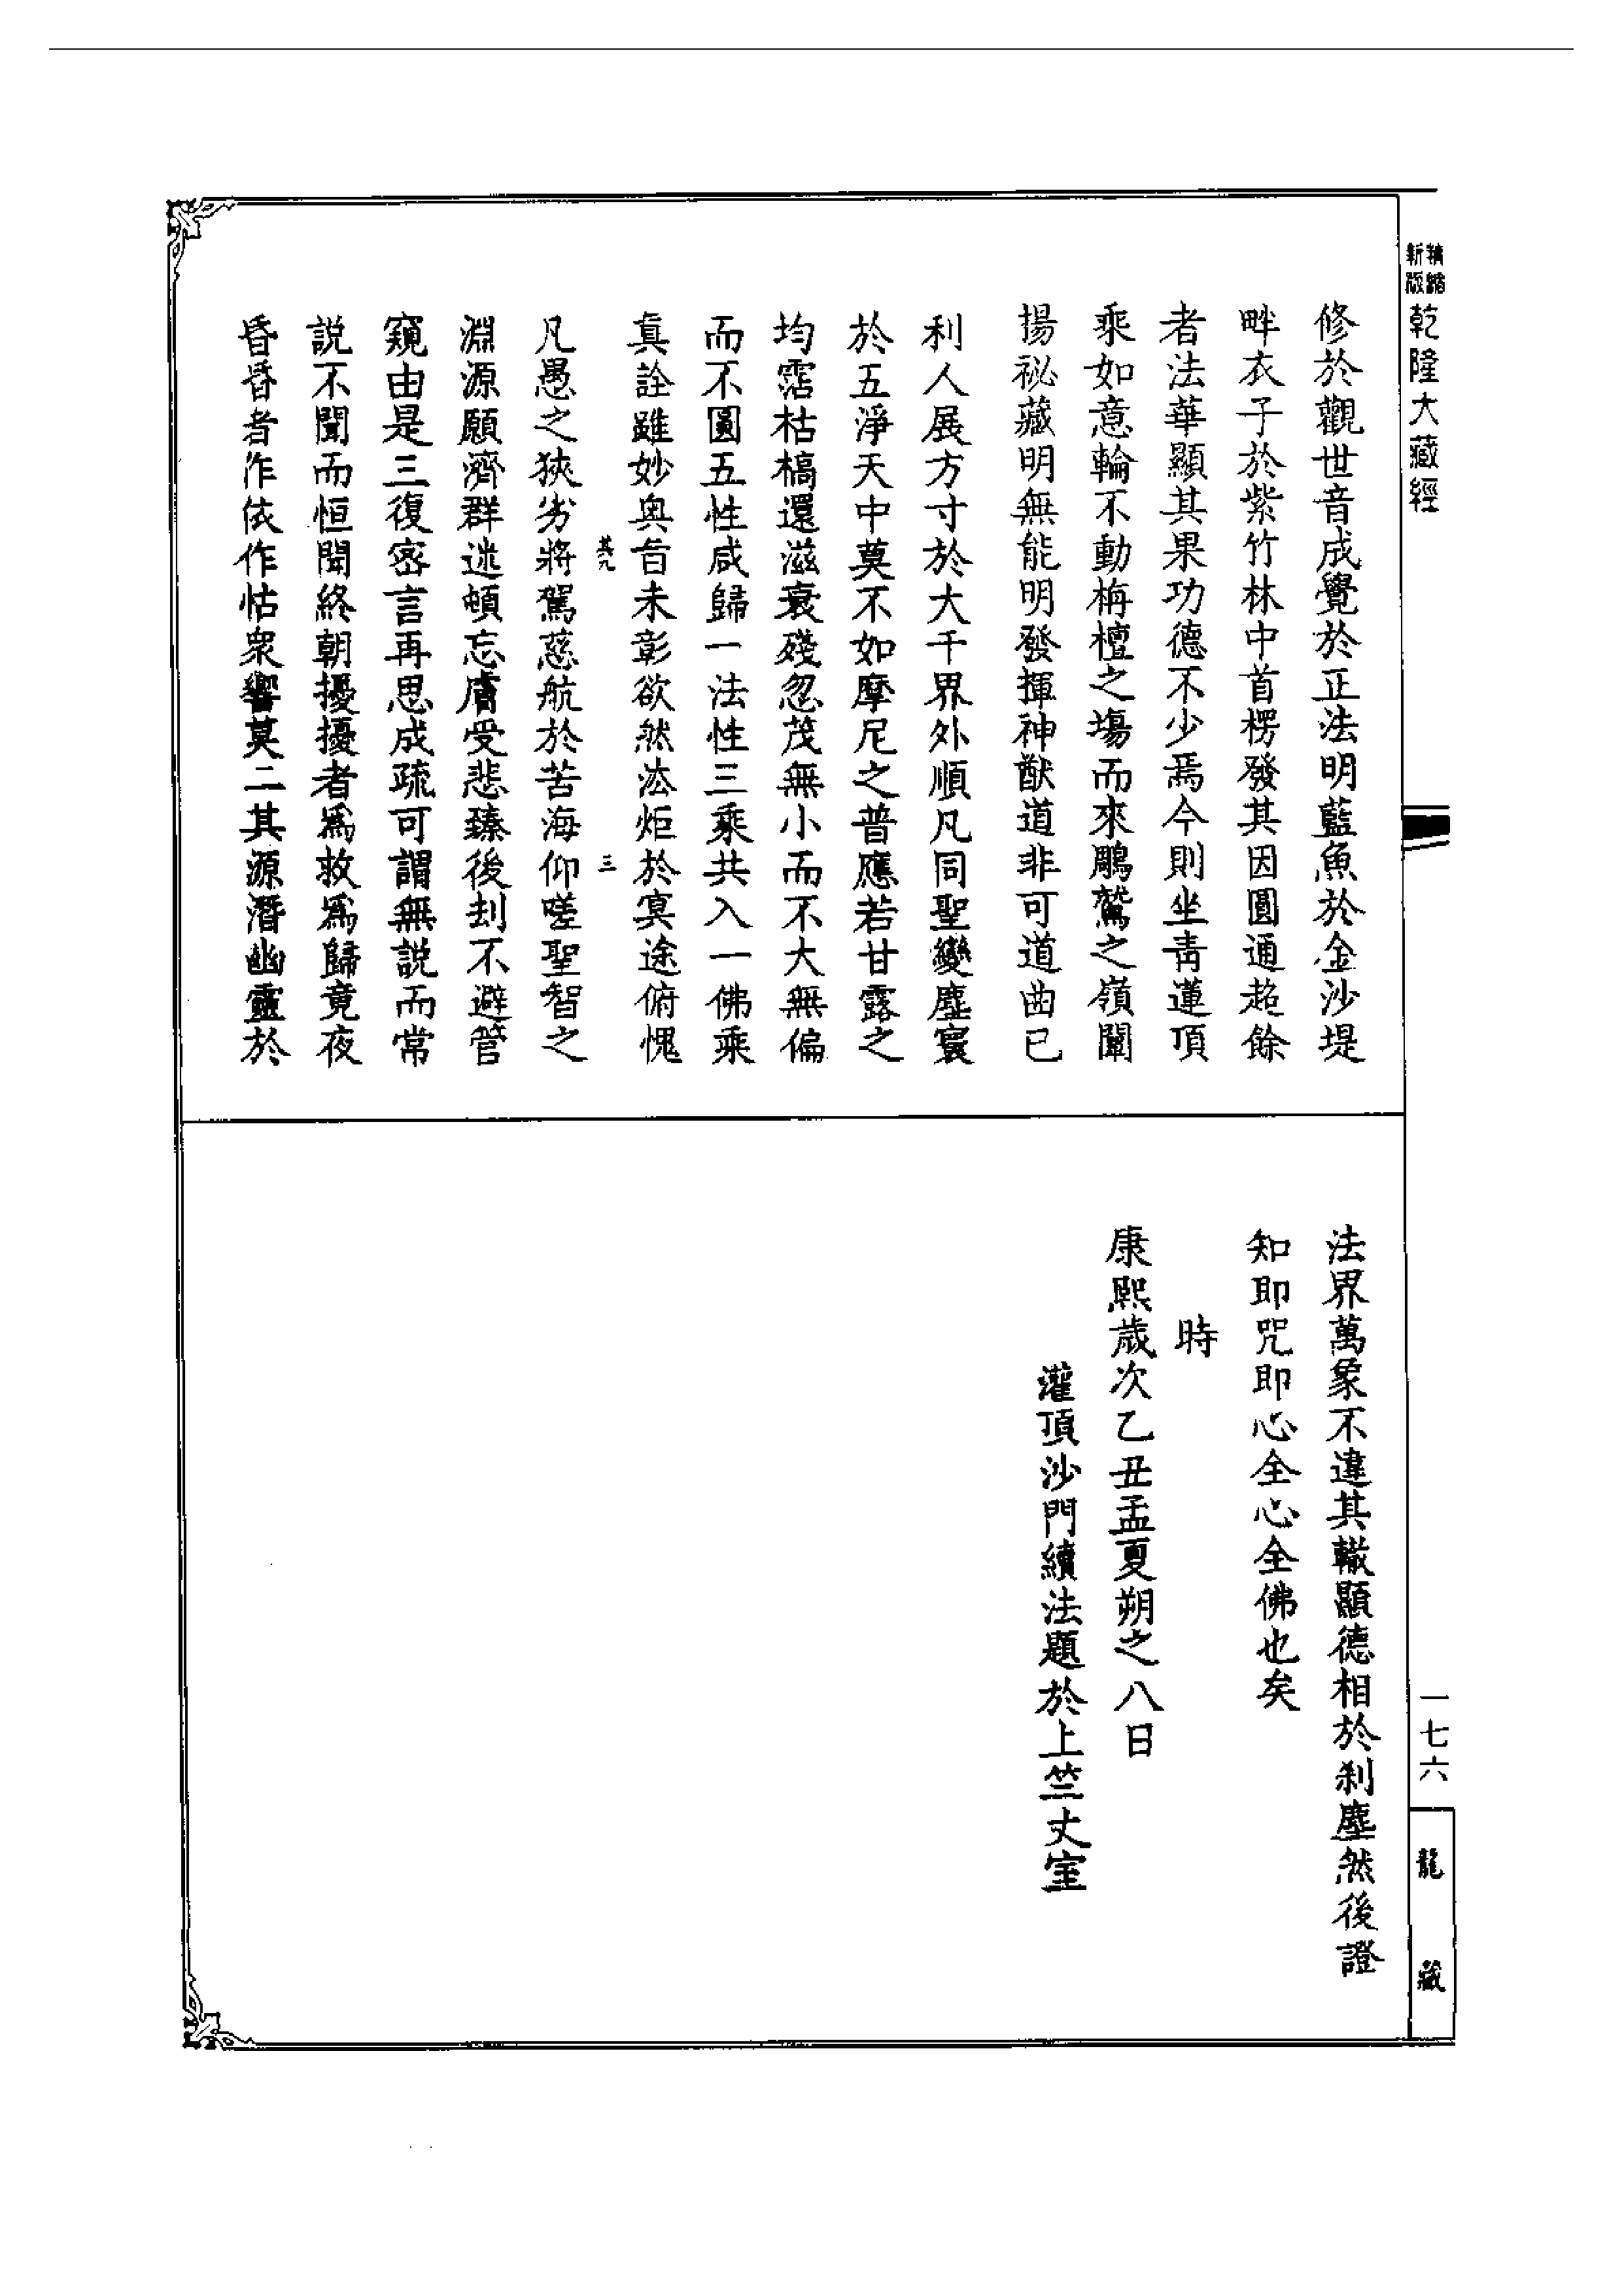 精縮
新版
乾隆大藏經
修於觀世音成覺於正法明藍魚於金沙堤
畔衣子於紫竹林中首楞發其因圓通超餘
者法華顯其果功德不少焉今則坐青蓮頂
乘如意輪不動栴檀之塲而來鵰鷲之嶺闡
揚祕藏明無能明發揮神猷道非可道曲已
利人展方寸於大千界外順凡同聖變塵寰
於五淨天中莫不如摩尼之普應若甘露之
均霑枯槁還滋衰殘忽茂無小而不大無偏
而不圓五性咸歸一法性三乘共入一佛乘
真詮雖妙奥旨未彰欲然法炬於冥途俯愧
其九 三
凡愚之狹劣將駕慈航於苦海仰嗟聖智之
淵源願濟群迷頓忘膚受悲臻後刦不避管
窺由是三復密言再思成疏可謂無説而常
説不聞而恒聞終朝擾擾者爲救爲歸竟夜
昏昏者作依作怙衆響莫二其源潛幽靈於
法界萬象不違其轍顯德相於剎塵然後證
知即咒即心全心全佛也矣
時
康熙歲次乙丑孟夏朔之八日
灌頂沙門續法題於上竺丈室
一七六
龍藏